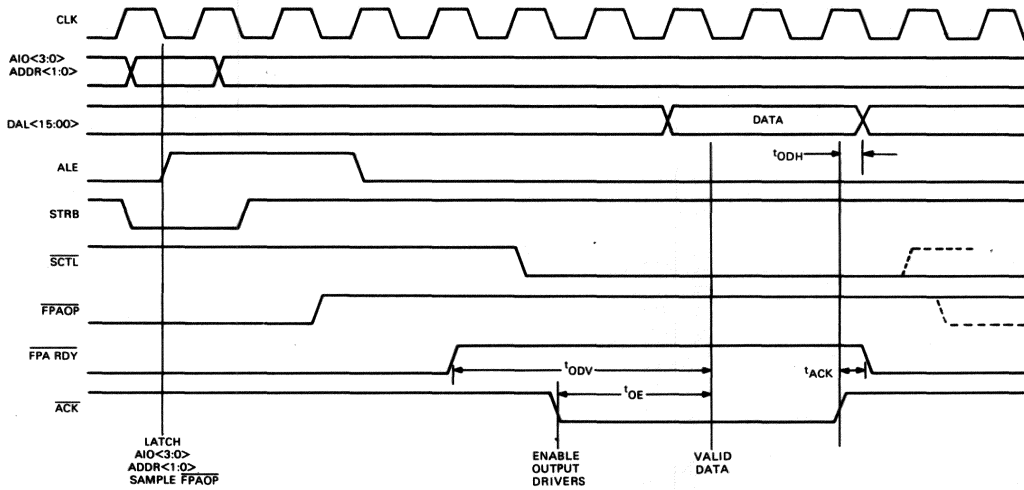 CLK
AIO<3:0>
ADDR<1:0>
DAL<15:00>
DATA
tODH
ALE
STRB
SCTL
FPAOP
FPA RDY
tODV
tACK
tOE
ACK
LATCH
AIO<3:0>
ADDR<1:0>
SAMPLE FPAOP
ENABLE
OUTPUT
DRIVERS
VALID
DATA